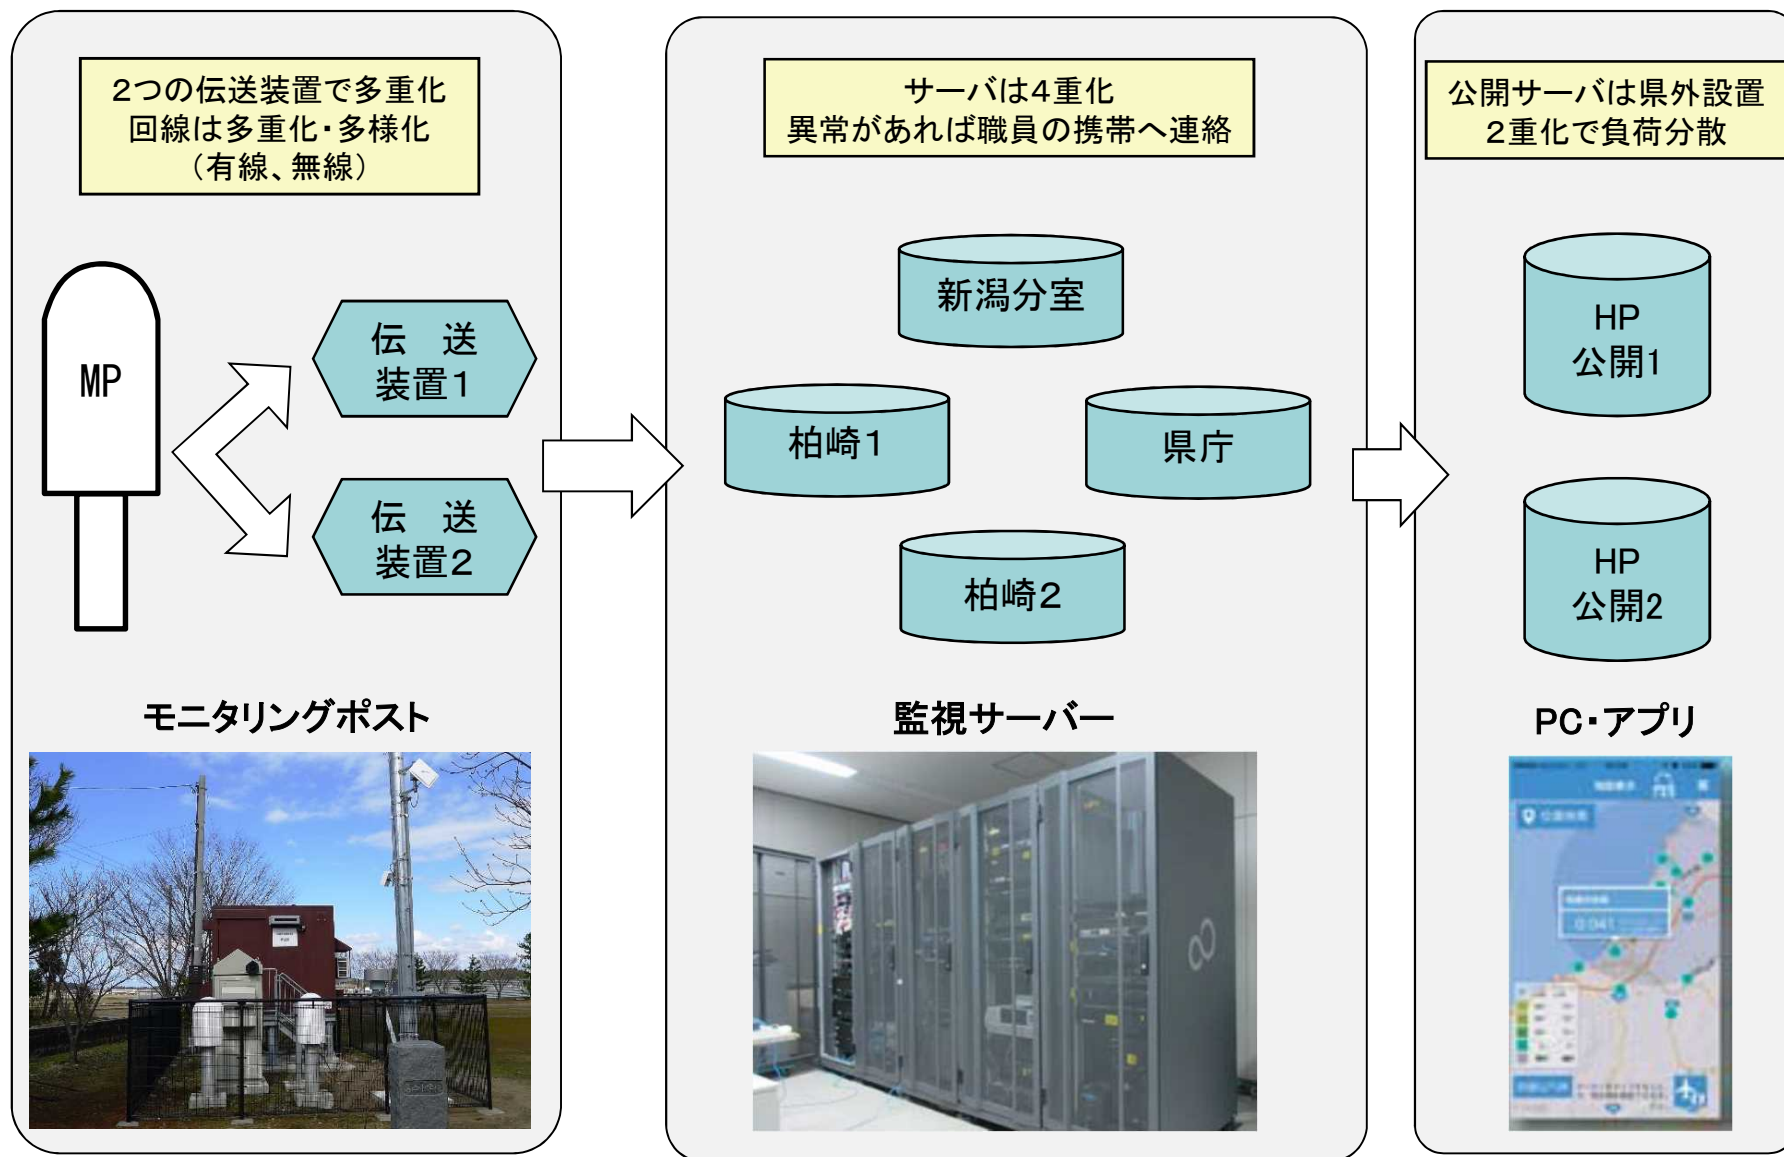 2つの伝送装置で多重化
回線は多重化・多様化
(有線、無線)
MP
伝　送
装置1
伝　送
装置2
モニタリングポスト
サーバは4重化
異常があれば職員の携帯へ連絡
新潟分室
柏崎1
県庁
柏崎2
監視サーバー
公開サーバは県外設置
2重化で負荷分散
HP
公開1
HP
公開2
PC・アプリ
0.041